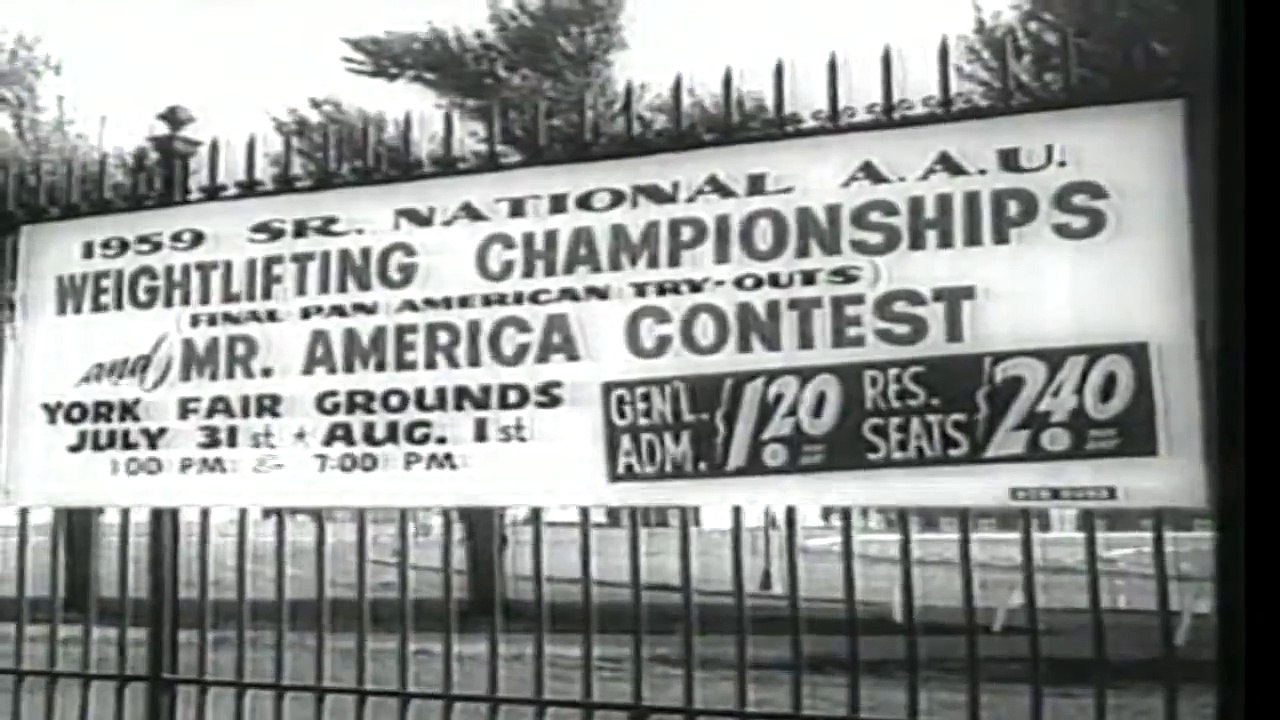 1959 SR. NATIONAL A.A.U.
WEIGHTLIFTING CHAMPIONSHIPS
(FINAL PAN AMERICAN TRY-OUTS)
and MR. AMERICA CONTEST
YORK FAIR GROUNDS
JULY 31st * AUG. 1st
1:00 PM. & 7:00 PM.
GEN'L. ADM. { 1.20
RES. SEATS { 2.40